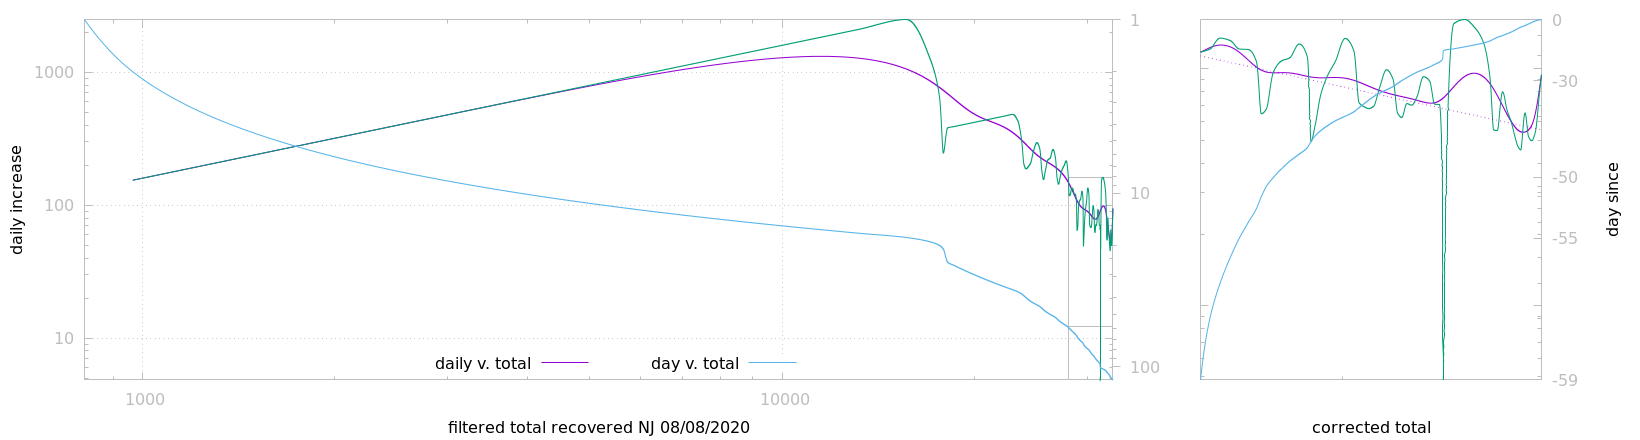 daily increase
1000
100
10
1000
10000
1
10
100
daily v. total
day v. total
filtered total recovered NJ 08/08/2020
0
-30
-50
-55
-59
day since
corrected total